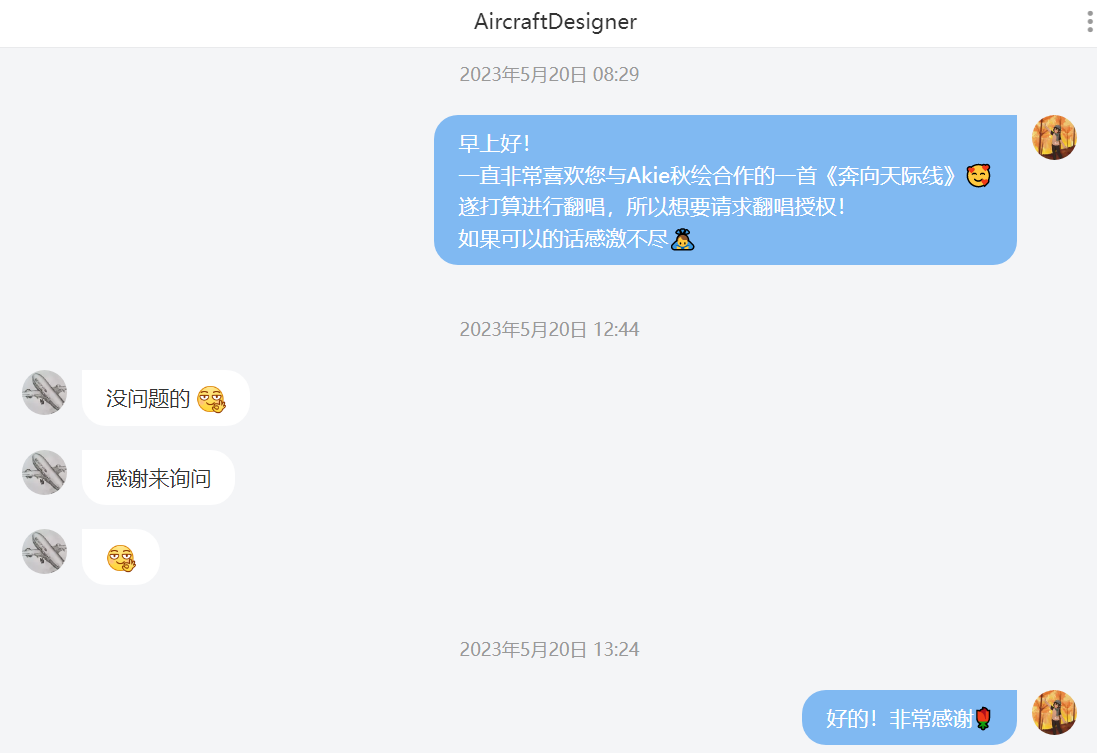 AircraftDesigner
2023年5月20日 08:29
早上好！
一直非常喜欢您与Akie秋绘合作的一首《奔向天际线》🥰
遂打算进行翻唱，所以想要请求翻唱授权！
如果可以的话感激不尽🙇
2023年5月20日 12:44
没问题的
感谢来询问
2023年5月20日 13:24
好的！非常感谢🌹